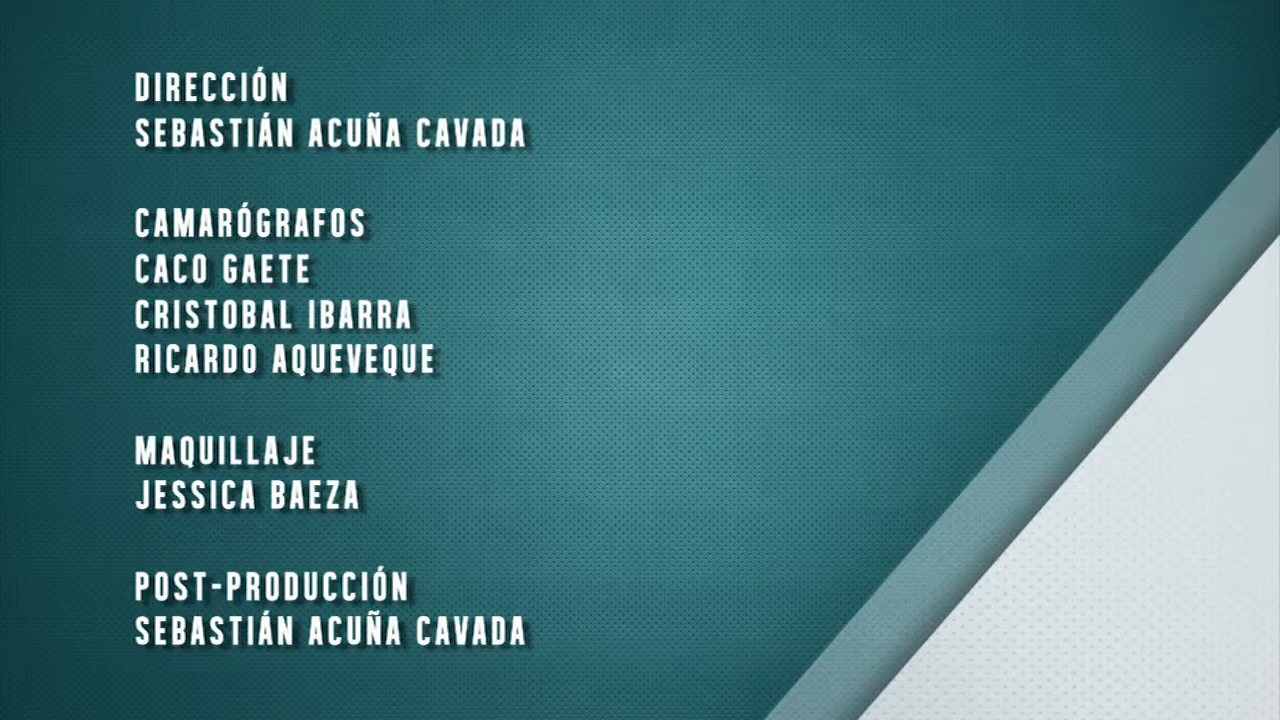 DIRECCIÓN
SEBASTIÁN ACUÑA CAVADA
CAMARÓGRAFOS
CACO GAETE
CRISTOBAL IBARRA
RICARDO AQUEVEQUE
MAQUILLAJE
JESSICA BAEZA
POST-PRODUCCIÓN
SEBASTIÁN ACUÑA CAVADA